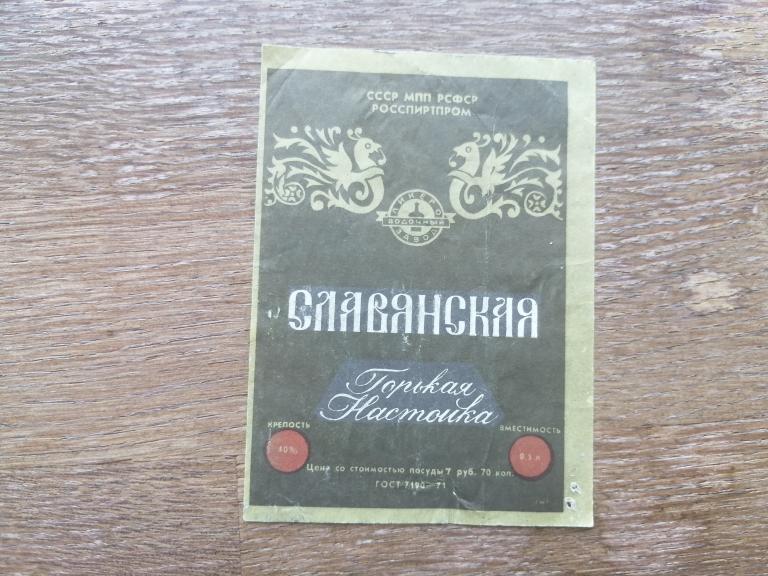 СССР МПП РСФСР
РОССПИРТПРОМ
ЛИКЕРО
ВОДОЧНЫЙ
ЗАВОД
СЛАВЯНСКАЯ
Горькая
Настойка
КРЕПОСТЬ
40%
ВМЕСТИМОСТЬ
0,5 л
Цена со стоимостью посуды 7 руб. 70 коп.
ГОСТ 7190—71